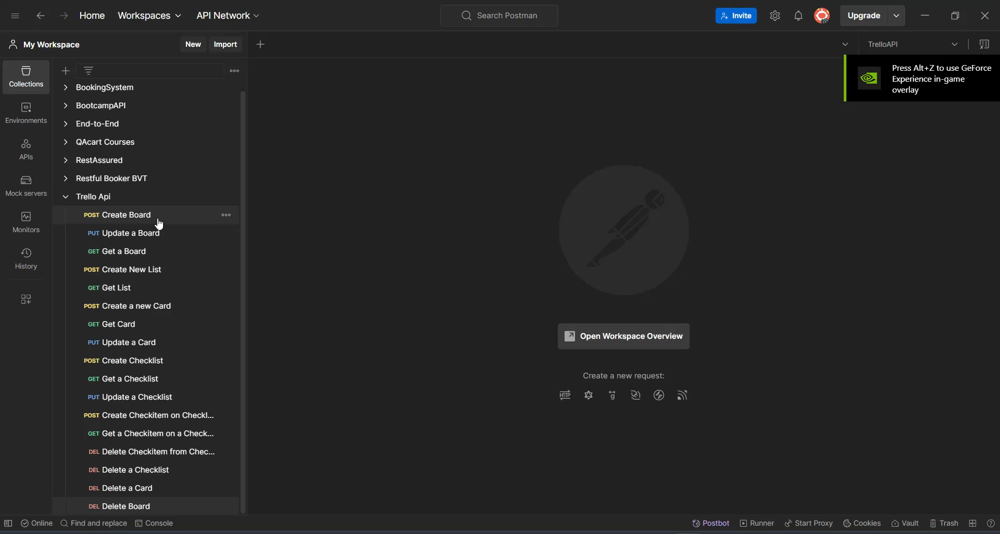 Home Workspaces API Network
Search Postman
Invite
Upgrade
My Workspace
New Import
TrelloAPI
Press Alt+Z to use GeForce
Experience in-game
overlay
Collections
Environments
APIs
Mock servers
Monitors
History
BookingSystem
BootcampAPI
End-to-End
QAcart Courses
RestAssured
Restful Booker BVT
Trello Api
POST Create Board
PUT Update a Board
GET Get a Board
POST Create New List
GET Get List
POST Create a new Card
GET Get Card
PUT Update a Card
POST Create Checklist
GET Get a Checklist
PUT Update a Checklist
POST Create Checkitem on Checkl...
GET Get a Checkitem on a Check...
DEL Delete Checkitem from Chec...
DEL Delete a Checklist
DEL Delete a Card
DEL Delete Board
Open Workspace Overview
Create a new request:
HTTP
g
Online Find and replace Console
Postbot Runner Start Proxy Cookies Vault Trash